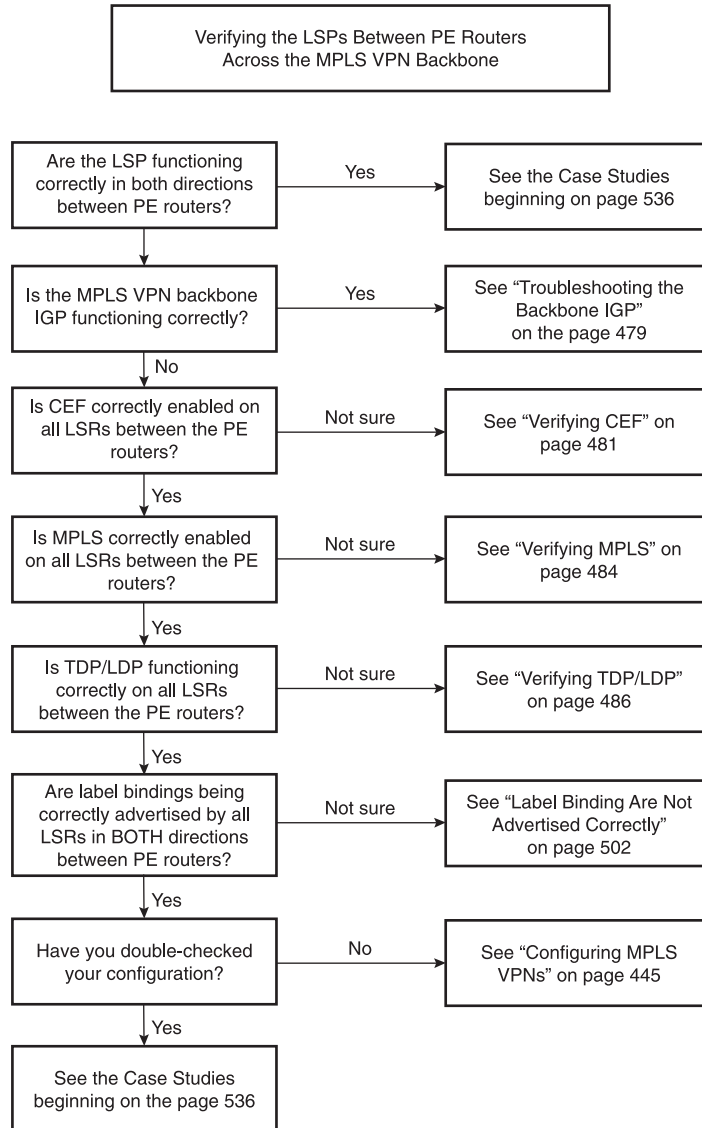 Verifying the LSPs Between PE Routers
Across the MPLS VPN Backbone
Are the LSP functioning
correctly in both directions
between PE routers?
Yes
See the Case Studies
beginning on page 536
Is the MPLS VPN backbone
IGP functioning correctly?
Yes
See “Troubleshooting the
Backbone IGP”
on the page 479
No
Is CEF correctly enabled on
all LSRs between the PE
routers?
Not sure
See “Verifying CEF” on
page 481
Yes
Is MPLS correctly enabled
on all LSRs between the PE
routers?
Not sure
See “Verifying MPLS” on
page 484
Yes
Is TDP/LDP functioning
correctly on all LSRs
between the PE routers?
Not sure
See “Verifying TDP/LDP”
on page 486
Yes
Are label bindings being
correctly advertised by all
LSRs in BOTH directions
between PE routers?
Not sure
See “Label Binding Are Not
Advertised Correctly”
on page 502
Yes
Have you double-checked
your configuration?
No
See “Configuring MPLS
VPNs” on page 445
Yes
See the Case Studies
beginning on the page 536